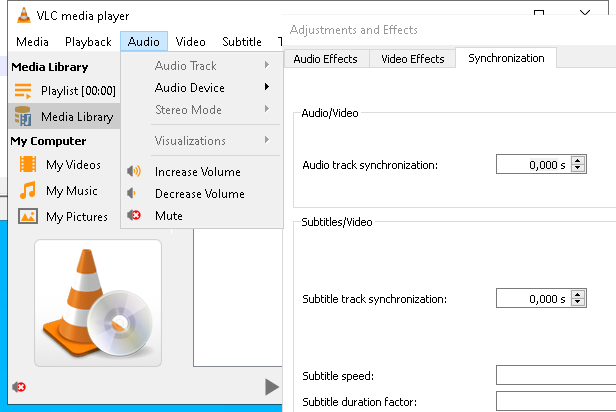 VLC media player
Media Playback Audio Video Subtitle
Media Library
Playlist [00:00]
Media Library
My Computer
My Videos
My Music
My Pictures
Audio Track
Audio Device
Stereo Mode
Visualizations
Increase Volume
Decrease Volume
Mute
Adjustments and Effects
Audio Effects Video Effects Synchronization
Audio/Video
Audio track synchronization: 0,000 s
Subtitles/Video
Subtitle track synchronization: 0,000 s
Subtitle speed:
Subtitle duration factor: